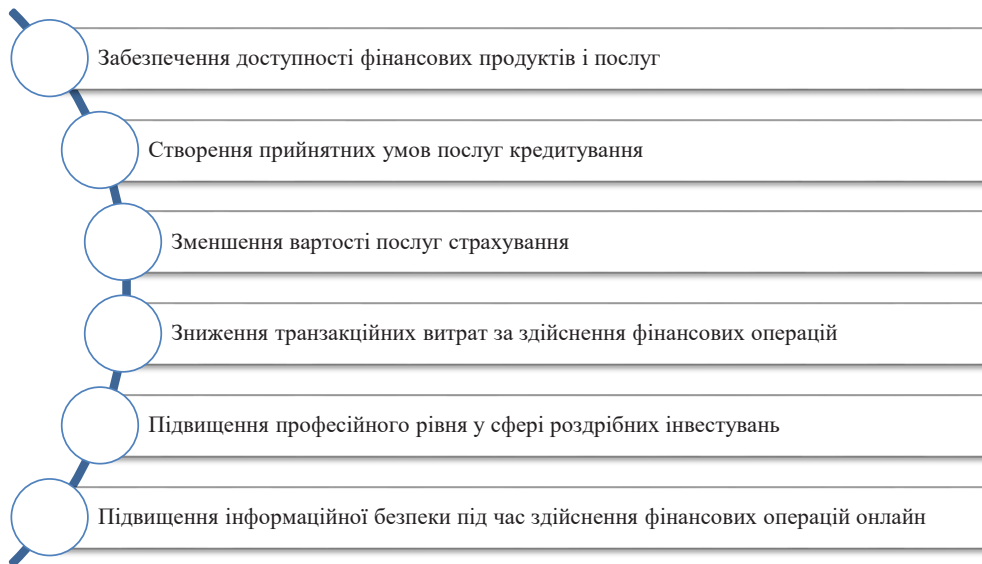 Забезпечення доступності фінансових продуктів і послуг
Створення прийнятних умов послуг кредитування
Зменшення вартості послуг страхування
Зниження транзакційних витрат за здійснення фінансових операцій
Підвищення професійного рівня у сфері роздрібних інвестувань
Підвищення інформаційної безпеки під час здійснення фінансових операцій онлайн